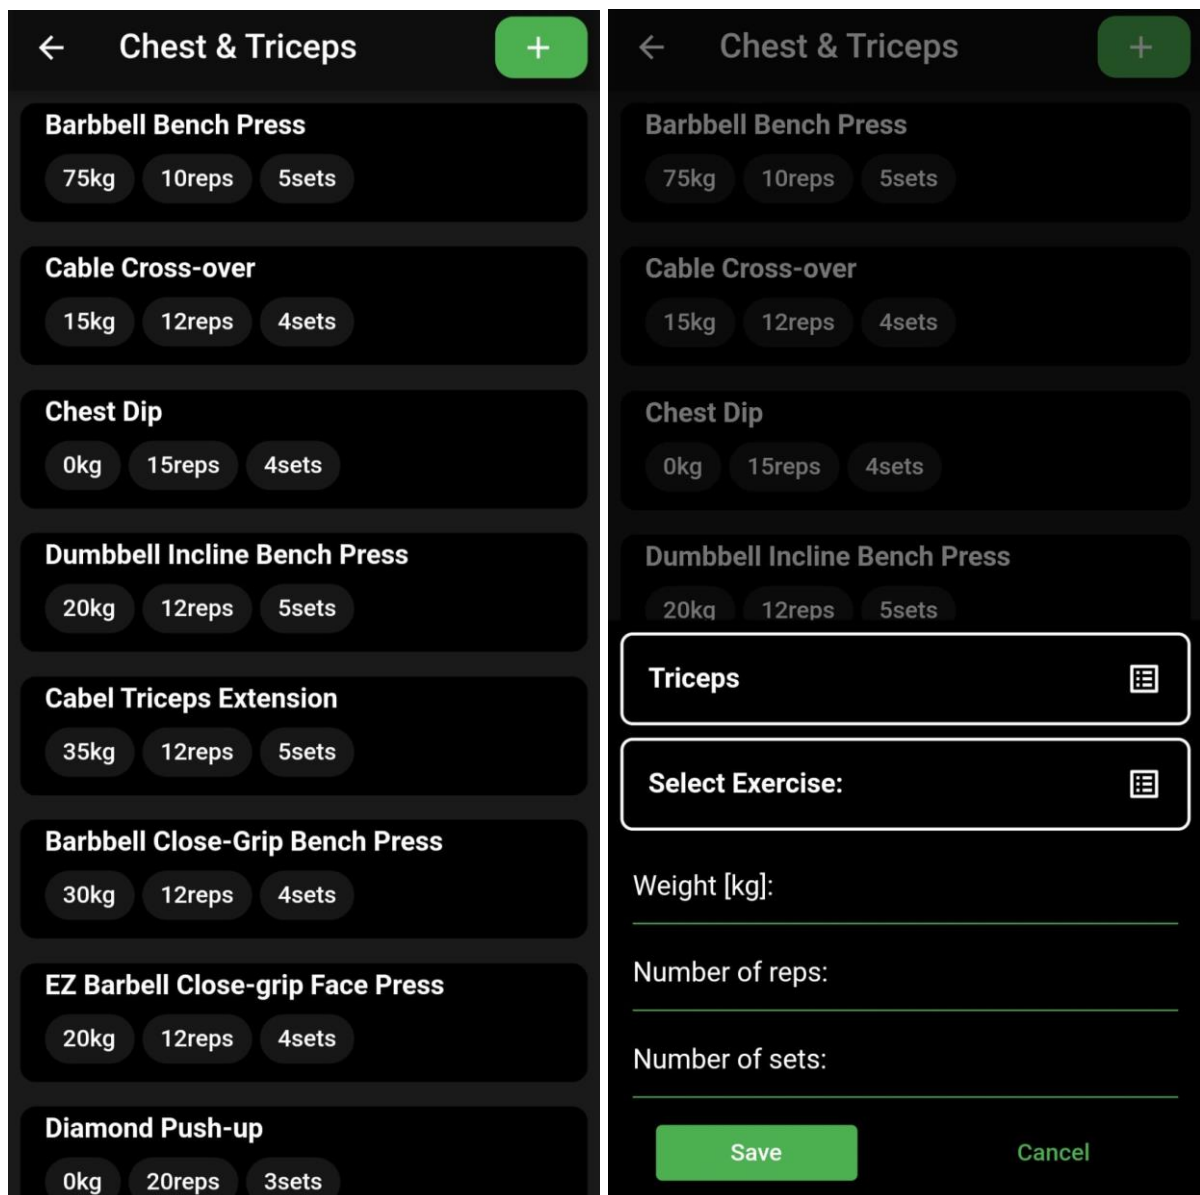 Chest & Triceps
+
Barbbell Bench Press
75kg 10reps 5sets
Cable Cross-over
15kg 12reps 4sets
Chest Dip
0kg 15reps 4sets
Dumbbell Incline Bench Press
20kg 12reps 5sets
Cabel Triceps Extension
35kg 12reps 5sets
Barbbell Close-Grip Bench Press
30kg 12reps 4sets
EZ Barbell Close-grip Face Press
20kg 12reps 4sets
Diamond Push-up
0kg 20reps 3sets
Chest & Triceps
+
Barbbell Bench Press
75kg 10reps 5sets
Cable Cross-over
15kg 12reps 4sets
Chest Dip
0kg 15reps 4sets
Dumbbell Incline Bench Press
20kg 12reps 5sets
Triceps
Select Exercise:
Weight [kg]:
Number of reps:
Number of sets:
Save Cancel